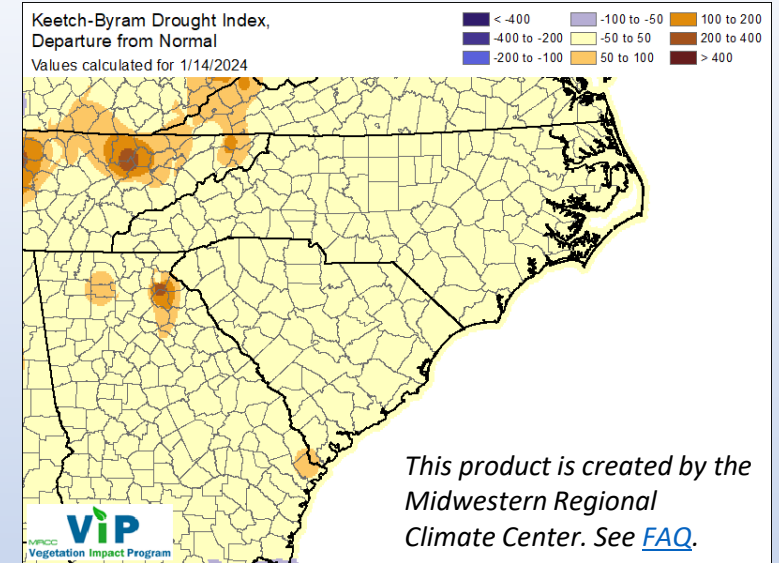 Keetch-Byram Drought Index,
Departure from Normal
Values calculated for 1/14/2024
< -400
-400 to -200
-200 to -100
-100 to -50
-50 to 50
50 to 100
100 to 200
200 to 400
> 400
This product is created by the
Midwestern Regional
Climate Center. See FAQ.
MRCC
ViP
Vegetation Impact Program